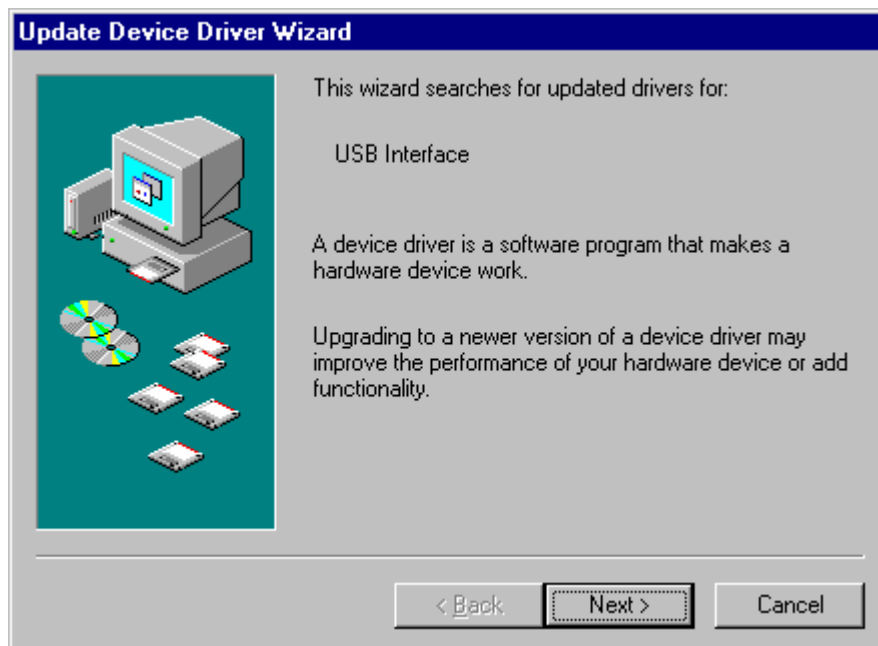 Update Device Driver Wizard
This wizard searches for updated drivers for:
USB Interface
A device driver is a software program that makes a
hardware device work.
Upgrading to a newer version of a device driver may
improve the performance of your hardware device or add
functionality.
< Back
Next >
Cancel